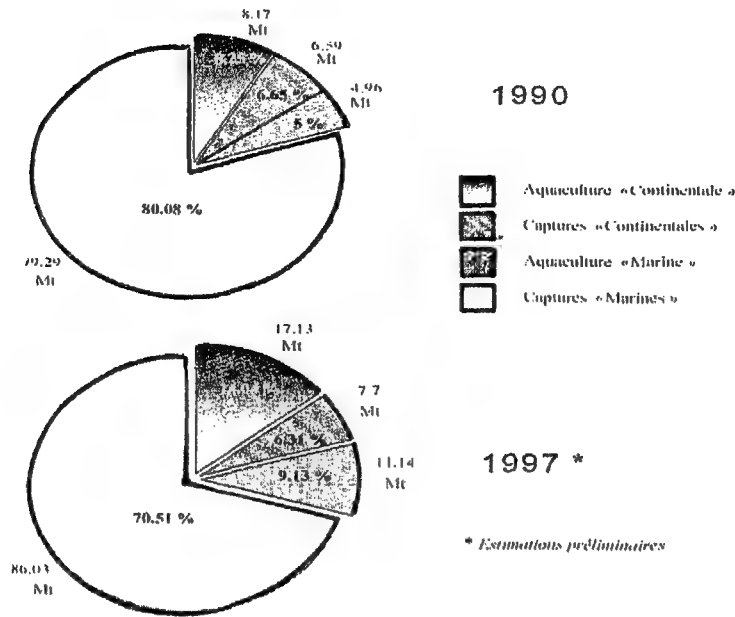 8.17
Mt
6.59
Mt
4.96
Mt
6.65 %
5 %
80.08 %
79.29
Mt
1990
Aquaculture «Continentale»
Captures «Continentales»
Aquaculture «Marine»
Captures «Marines»
17.13
Mt
7.7
Mt
11.14
Mt
6.31 %
9.13 %
70.51 %
86.03
Mt
1997 *
* Estimations préliminaires